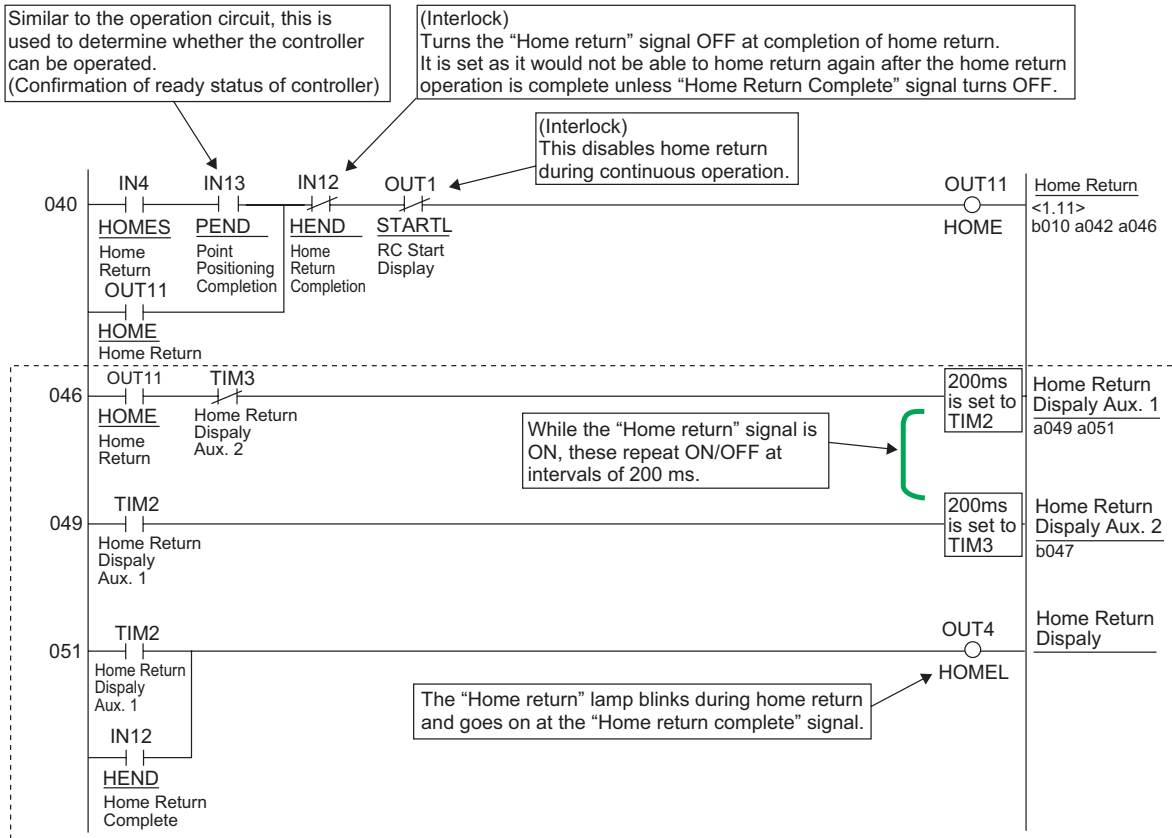 Similar to the operation circuit, this is
used to determine whether the controller
can be operated.
(Confirmation of ready status of controller)
(Interlock)
Turns the “Home return” signal OFF at completion of home return.
It is set as it would not be able to home return again after the home return
operation is complete unless “Home Return Complete” signal turns OFF.
(Interlock)
This disables home return
during continuous operation.
040
IN4
HOMES
Home
Return
IN13
PEND
Point
Positioning
Completion
IN12
HEND
Home
Return
Completion
OUT1
STARTL
RC Start
Display
OUT11
HOME
Home Return
<1.11>
b010 a042 a046
OUT11
HOME
Home Return
046
OUT11
HOME
Home
Return
TIM3
Home Return
Dispaly
Aux. 2
200ms
is set to
TIM2
Home Return
Dispaly Aux. 1
a049 a051
While the “Home return” signal is
ON, these repeat ON/OFF at
intervals of 200 ms.
049
TIM2
Home Return
Dispaly
Aux. 1
200ms
is set to
TIM3
Home Return
Dispaly Aux. 2
b047
051
TIM2
Home Return
Dispaly
Aux. 1
OUT4
HOMEL
Home Return
Dispaly
The “Home return” lamp blinks during home return
and goes on at the “Home return complete” signal.
IN12
HEND
Home Return
Complete